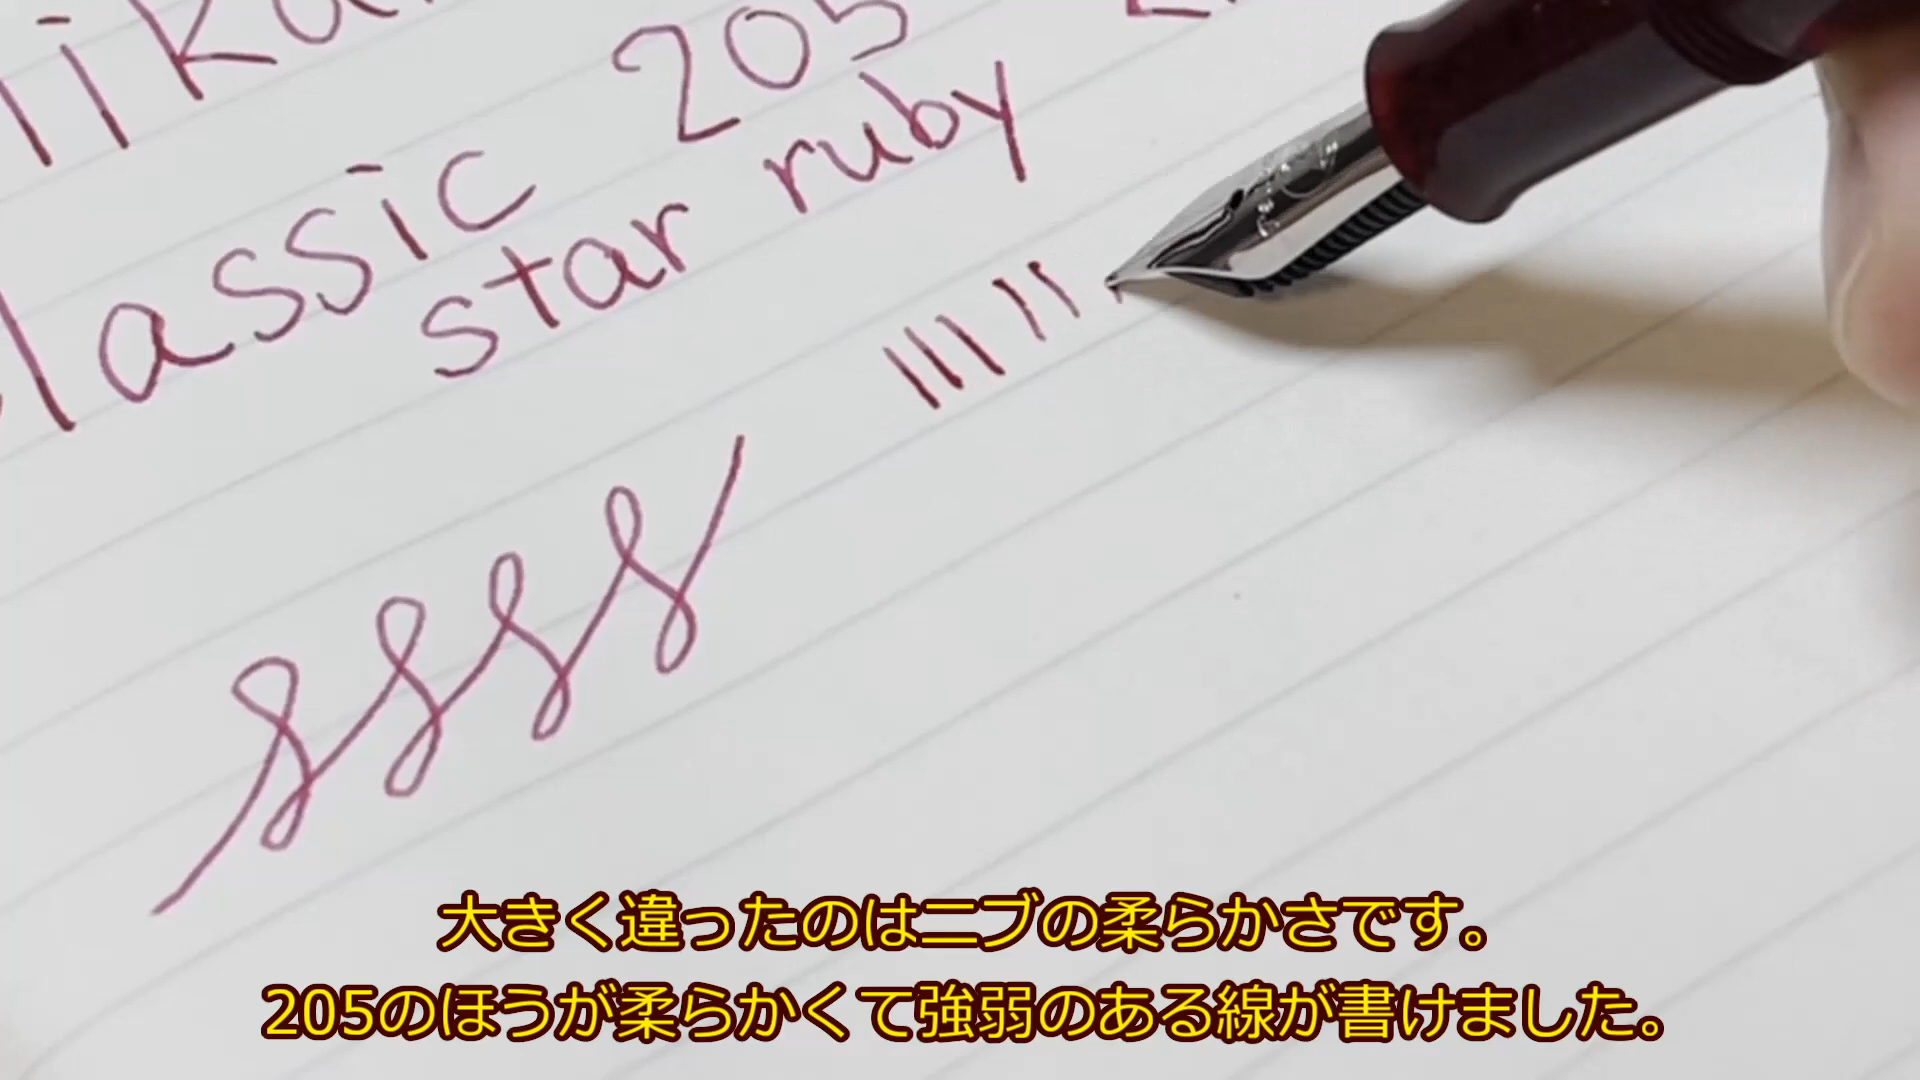 205
lassic
star ruby
大きく違ったのはニブの柔らかさです。
205のほうが柔らかくて強弱のある線が書けました。